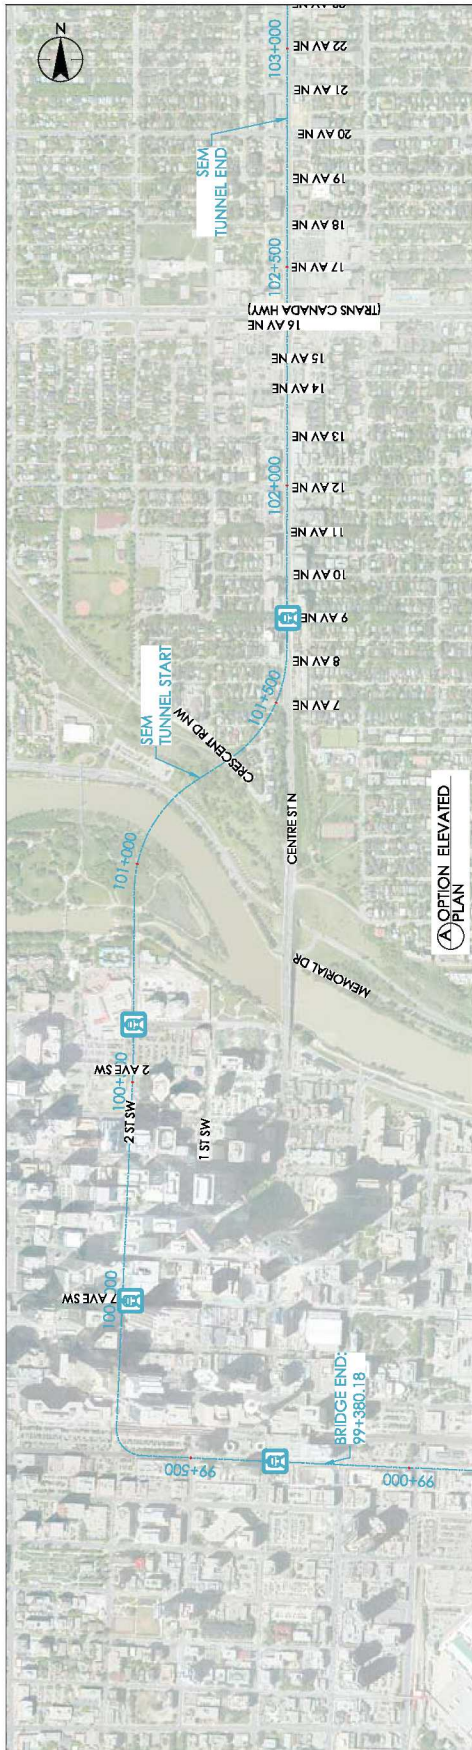 N
22 AV NE
103+000
21 AV NE
20 AV NE
SEM
TUNNEL END
19 AV NE
18 AV NE
17 AV NE
102+500
16 AV NE
(TRANS CANADA HWY)
15 AV NE
14 AV NE
13 AV NE
12 AV NE
102+000
11 AV NE
10 AV NE
9 AV NE
8 AV NE
7 AV NE
101+500
SEM
TUNNEL START
CRESCENT RD NW
CENTRE ST N
101+000
A OPTION ELEVATED
PLAN
MEMORIAL DR
2 AVE SW
2 ST SW
1 ST SW
7 AVE SW
BRIDGE END:
99+380.18
99+500
99+000